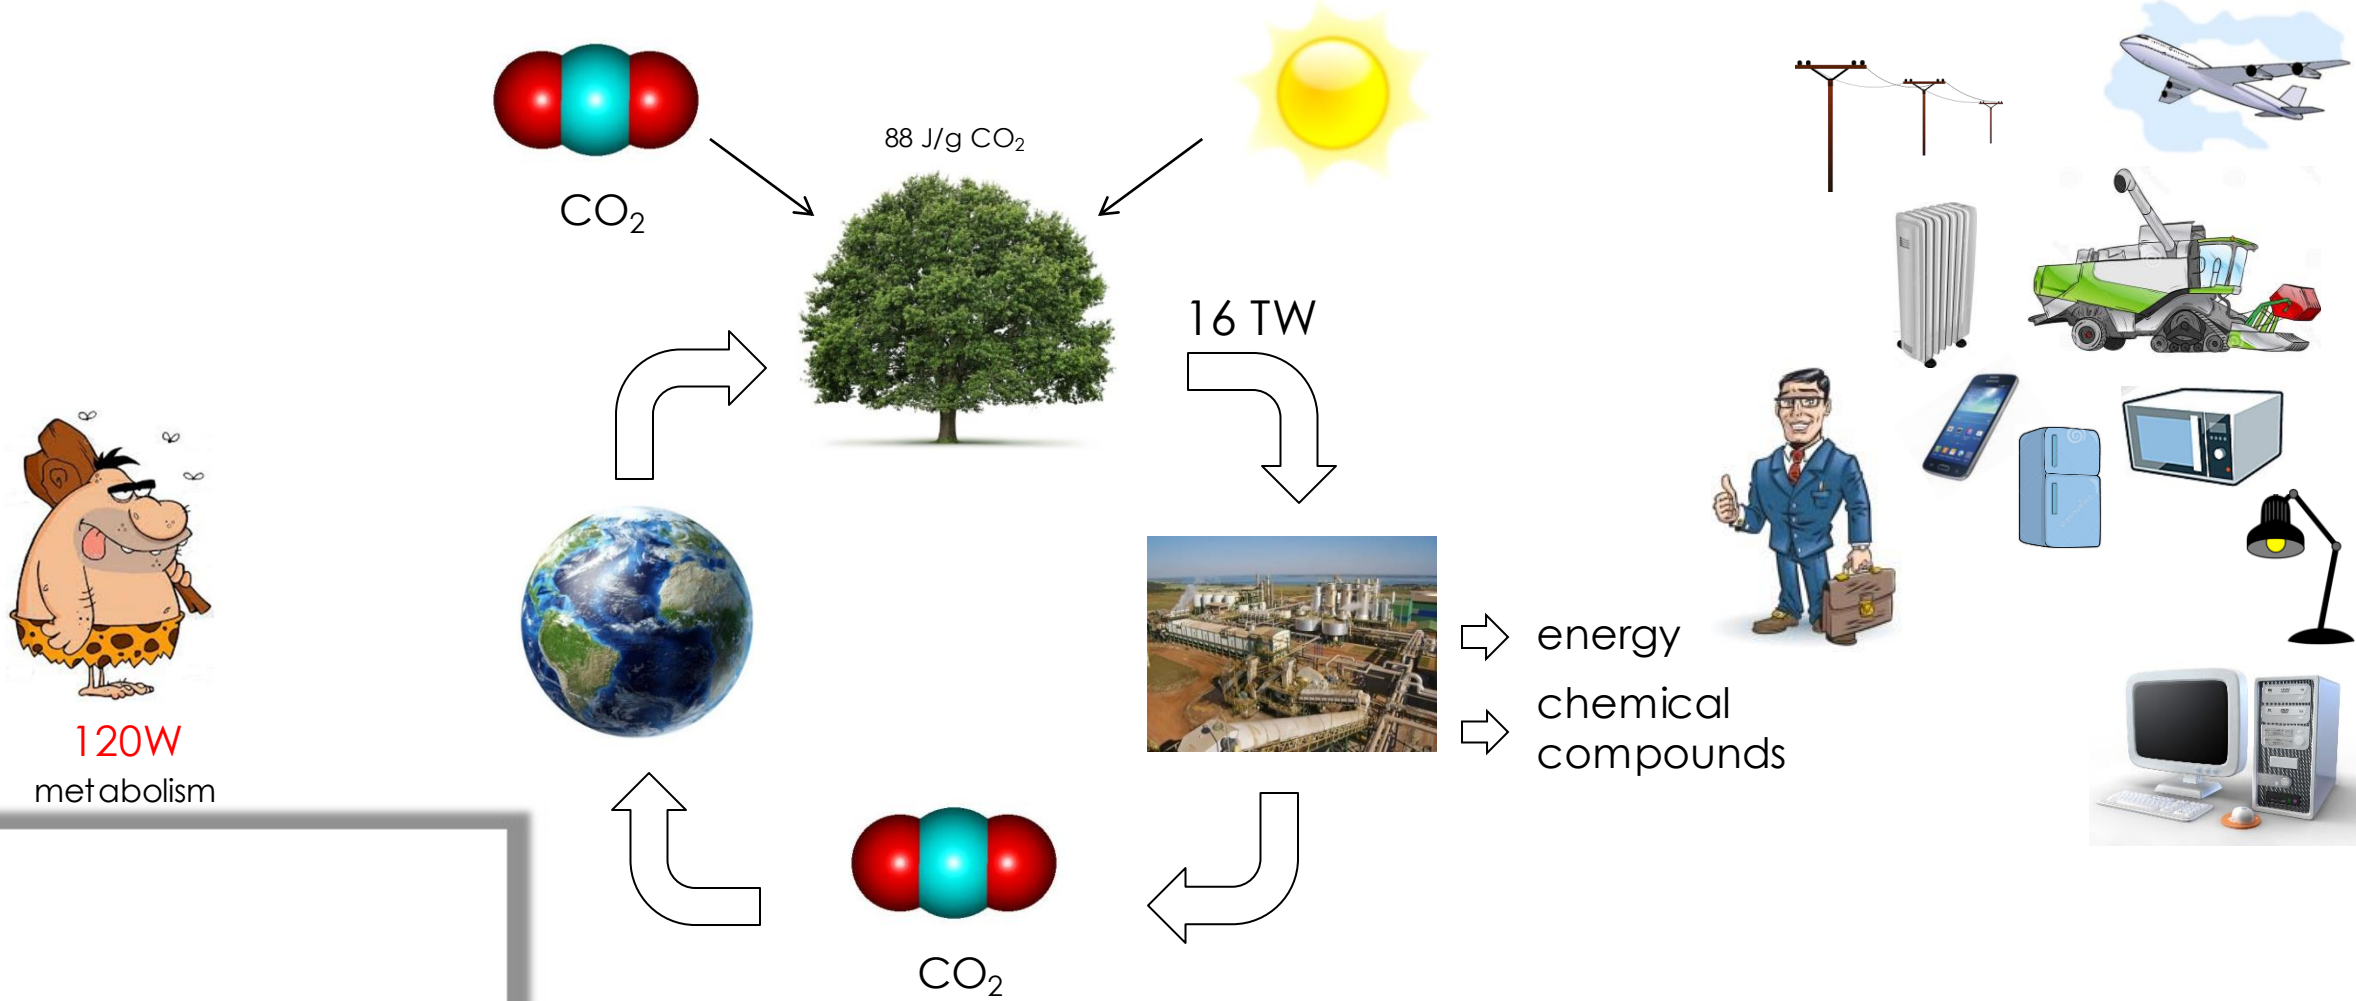 CO₂
88 J/g CO₂
16 TW
energy
chemical
compounds
120W
metabolism
CO₂